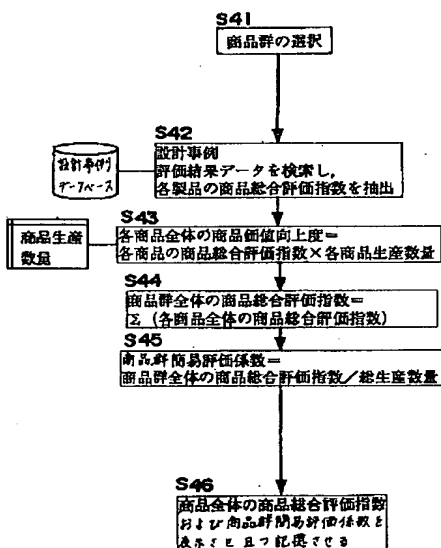 S41
商品群の選択
S42
設計事例
評価結果データを検索し,
各製品の商品総合評価指数を抽出
設計事例
データベース
S43
各商品全体の商品価値向上度=
各商品の商品総合評価指数×各商品生産数量
商品生産
数量
S44
商品群全体の商品総合評価指数=
Σ (各商品全体の商品総合評価指数)
S45
商品群簡易評価係数=
商品群全体の商品総合評価指数/総生産数量
S46
商品全体の商品総合評価指数
および商品群簡易評価係数を
表示させ且つ記憶させる